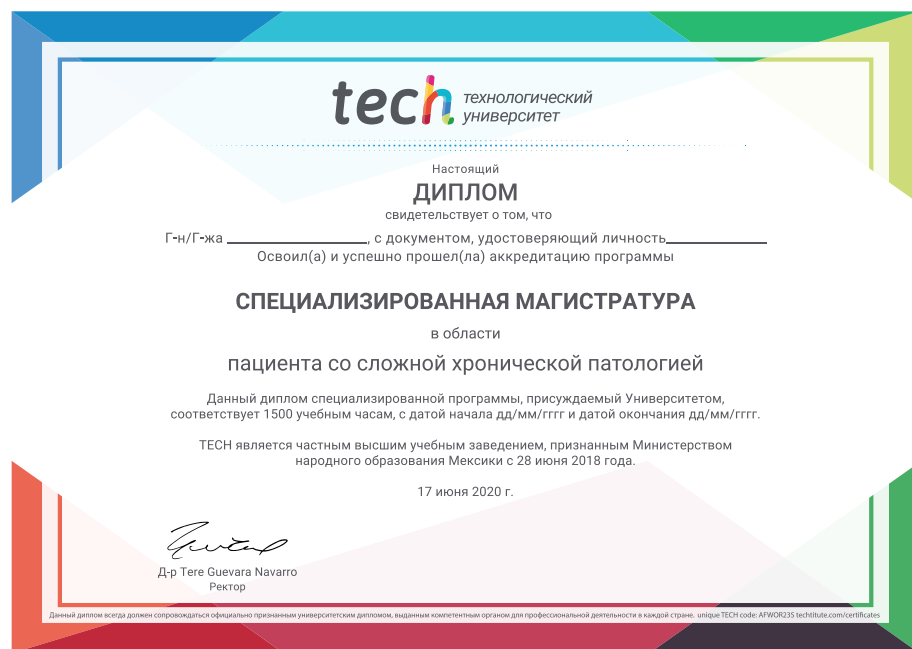 tech технологический университет
Настоящий
ДИПЛОМ
свидетельствует о том, что
Г-н/Г-жа ________________, с документом, удостоверяющий личность____________
Освоил(а) и успешно прошел(ла) аккредитацию программы
СПЕЦИАЛИЗИРОВАННАЯ МАГИСТРАТУРА
в области
пациента со сложной хронической патологией
Данный диплом специализированной программы, присуждаемый Университетом,
соответствует 1500 учебным часам, с датой начала дд/мм/гггг и датой окончания дд/мм/гггг.
TECH является частным высшим учебным заведением, признанным Министерством
народного образования Мексики с 28 июня 2018 года.
17 июня 2020 г.
Д-р Tere Guevara Navarro
Ректор
Данный диплом всегда должен сопровождаться официально признанным университетским дипломом, выданным компетентным органом для профессиональной деятельности в каждой стране. unique TECH code: AFWOR23S techtitute.com/certificates